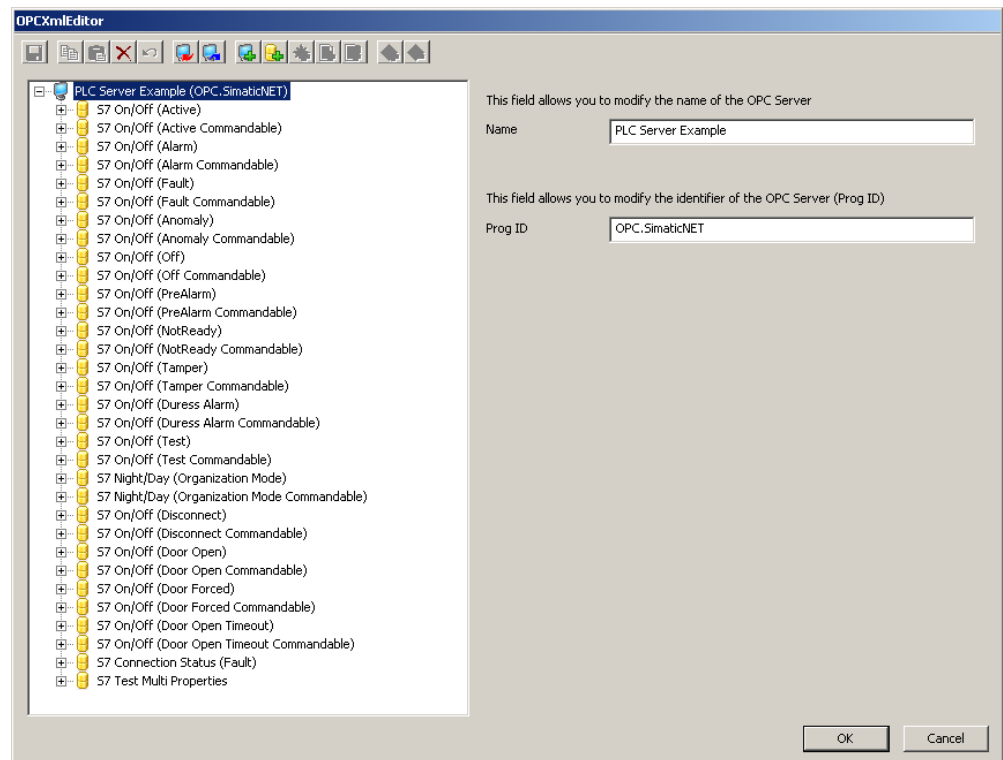 OPCXmlEditor
PLC Server Example (OPC.SimaticNET)
S7 On/Off (Active)
S7 On/Off (Active Commandable)
S7 On/Off (Alarm)
S7 On/Off (Alarm Commandable)
S7 On/Off (Fault)
S7 On/Off (Fault Commandable)
S7 On/Off (Anomaly)
S7 On/Off (Anomaly Commandable)
S7 On/Off (Off)
S7 On/Off (Off Commandable)
S7 On/Off (PreAlarm)
S7 On/Off (PreAlarm Commandable)
S7 On/Off (NotReady)
S7 On/Off (NotReady Commandable)
S7 On/Off (Tamper)
S7 On/Off (Tamper Commandable)
S7 On/Off (Duress Alarm)
S7 On/Off (Duress Alarm Commandable)
S7 On/Off (Test)
S7 On/Off (Test Commandable)
S7 Night/Day (Organization Mode)
S7 Night/Day (Organization Mode Commandable)
S7 On/Off (Disconnect)
S7 On/Off (Disconnect Commandable)
S7 On/Off (Door Open)
S7 On/Off (Door Open Commandable)
S7 On/Off (Door Forced)
S7 On/Off (Door Forced Commandable)
S7 On/Off (Door Open Timeout)
S7 On/Off (Door Open Timeout Commandable)
S7 Connection Status (Fault)
S7 Test Multi Properties
This field allows you to modify the name of the OPC Server
Name PLC Server Example
This field allows you to modify the identifier of the OPC Server (Prog ID)
Prog ID OPC.SimaticNET
OK Cancel